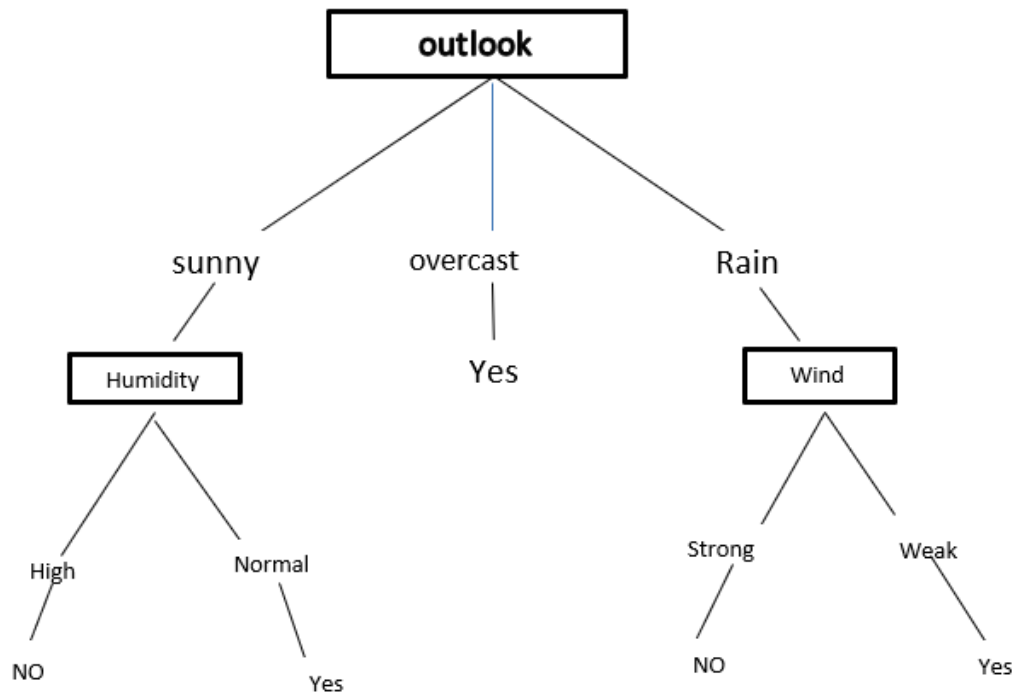 outlook
sunny
overcast
Rain
Humidity
Yes
Wind
High
Normal
Strong
Weak
NO
Yes
NO
Yes